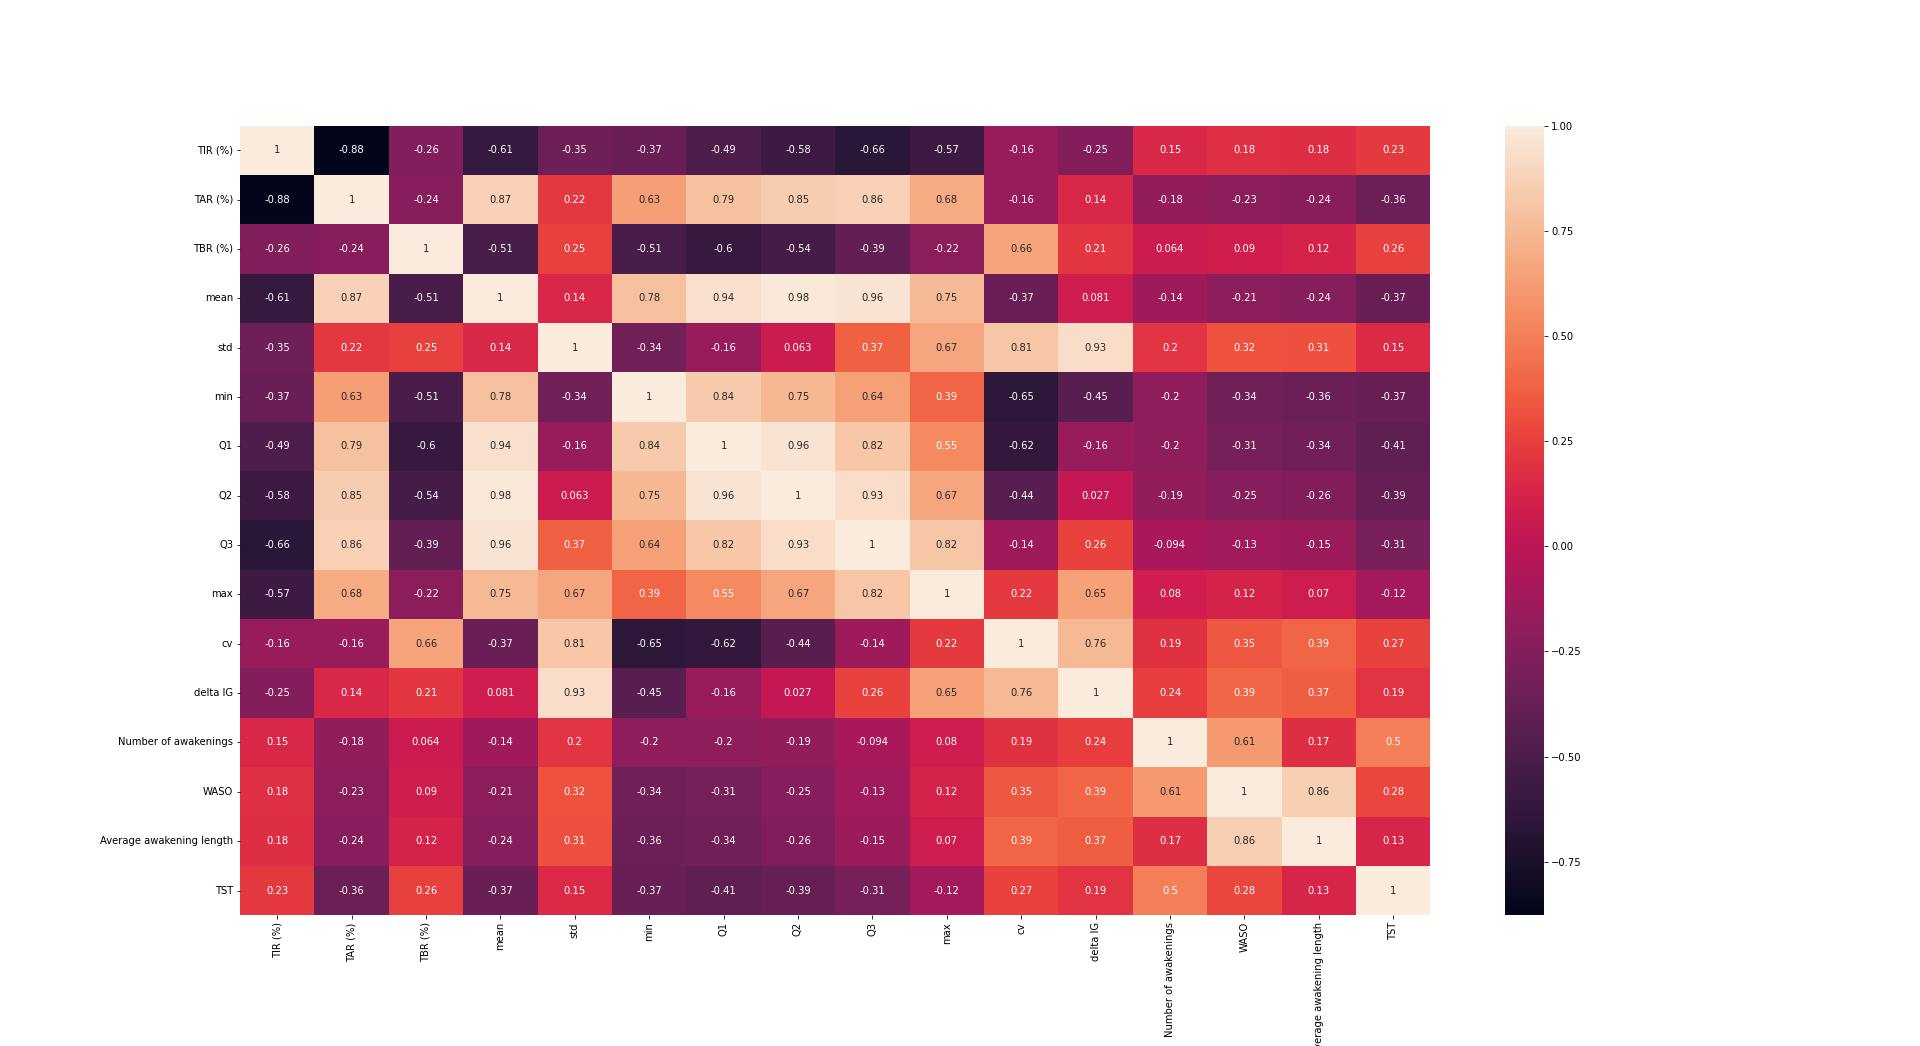 TIR (%) 1 -0.88 -0.26 -0.61 -0.35 -0.37 -0.49 -0.58 -0.66 -0.57 -0.16 -0.25 0.15 0.18 0.18 0.23
TAR (%) -0.88 1 -0.24 0.87 0.22 0.63 0.79 0.85 0.86 0.68 -0.16 0.14 -0.18 -0.23 -0.24 -0.36
TBR (%) -0.26 -0.24 1 -0.51 0.25 -0.51 -0.6 -0.54 -0.39 -0.22 0.66 0.21 0.064 0.09 0.12 0.26
mean -0.61 0.87 -0.51 1 0.14 0.78 0.94 0.98 0.96 0.75 -0.37 0.081 -0.14 -0.21 -0.24 -0.37
std -0.35 0.22 0.25 0.14 1 -0.34 -0.16 0.063 0.37 0.67 0.81 0.93 0.2 0.32 0.31 0.15
min -0.37 0.63 -0.51 0.78 -0.34 1 0.84 0.75 0.64 0.39 -0.65 -0.45 -0.2 -0.34 -0.36 -0.37
Q1 -0.49 0.79 -0.6 0.94 -0.16 0.84 1 0.96 0.82 0.55 -0.62 -0.16 -0.2 -0.31 -0.34 -0.41
Q2 -0.58 0.85 -0.54 0.98 0.063 0.75 0.96 1 0.93 0.67 -0.44 0.027 -0.19 -0.25 -0.26 -0.39
Q3 -0.66 0.86 -0.39 0.96 0.37 0.64 0.82 0.93 1 0.82 -0.14 0.26 -0.094 -0.13 -0.15 -0.31
max -0.57 0.68 -0.22 0.75 0.67 0.39 0.55 0.67 0.82 1 0.22 0.65 0.08 0.12 0.07 -0.12
cv -0.16 -0.16 0.66 -0.37 0.81 -0.65 -0.62 -0.44 -0.14 0.22 1 0.76 0.19 0.35 0.39 0.27
delta IG -0.25 0.14 0.21 0.081 0.93 -0.45 -0.16 0.027 0.26 0.65 0.76 1 0.24 0.39 0.37 0.19
Number of awakenings 0.15 -0.18 0.064 -0.14 0.2 -0.2 -0.2 -0.19 -0.094 0.08 0.19 0.24 1 0.61 0.17 0.5
WASO 0.18 -0.23 0.09 -0.21 0.32 -0.34 -0.31 -0.25 -0.13 0.12 0.35 0.39 0.61 1 0.86 0.28
Average awakening length 0.18 -0.24 0.12 -0.24 0.31 -0.36 -0.34 -0.26 -0.15 0.07 0.39 0.37 0.17 0.86 1 0.13
TST 0.23 -0.36 0.26 -0.37 0.15 -0.37 -0.41 -0.39 -0.31 -0.12 0.27 0.19 0.5 0.28 0.13 1
TIR (%)
TAR (%)
TBR (%)
mean
std
min
Q1
Q2
Q3
max
cv
delta IG
Number of awakenings
WASO
verage awakening length
TST
1.00
0.75
0.50
0.25
0.00
−0.25
−0.50
−0.75